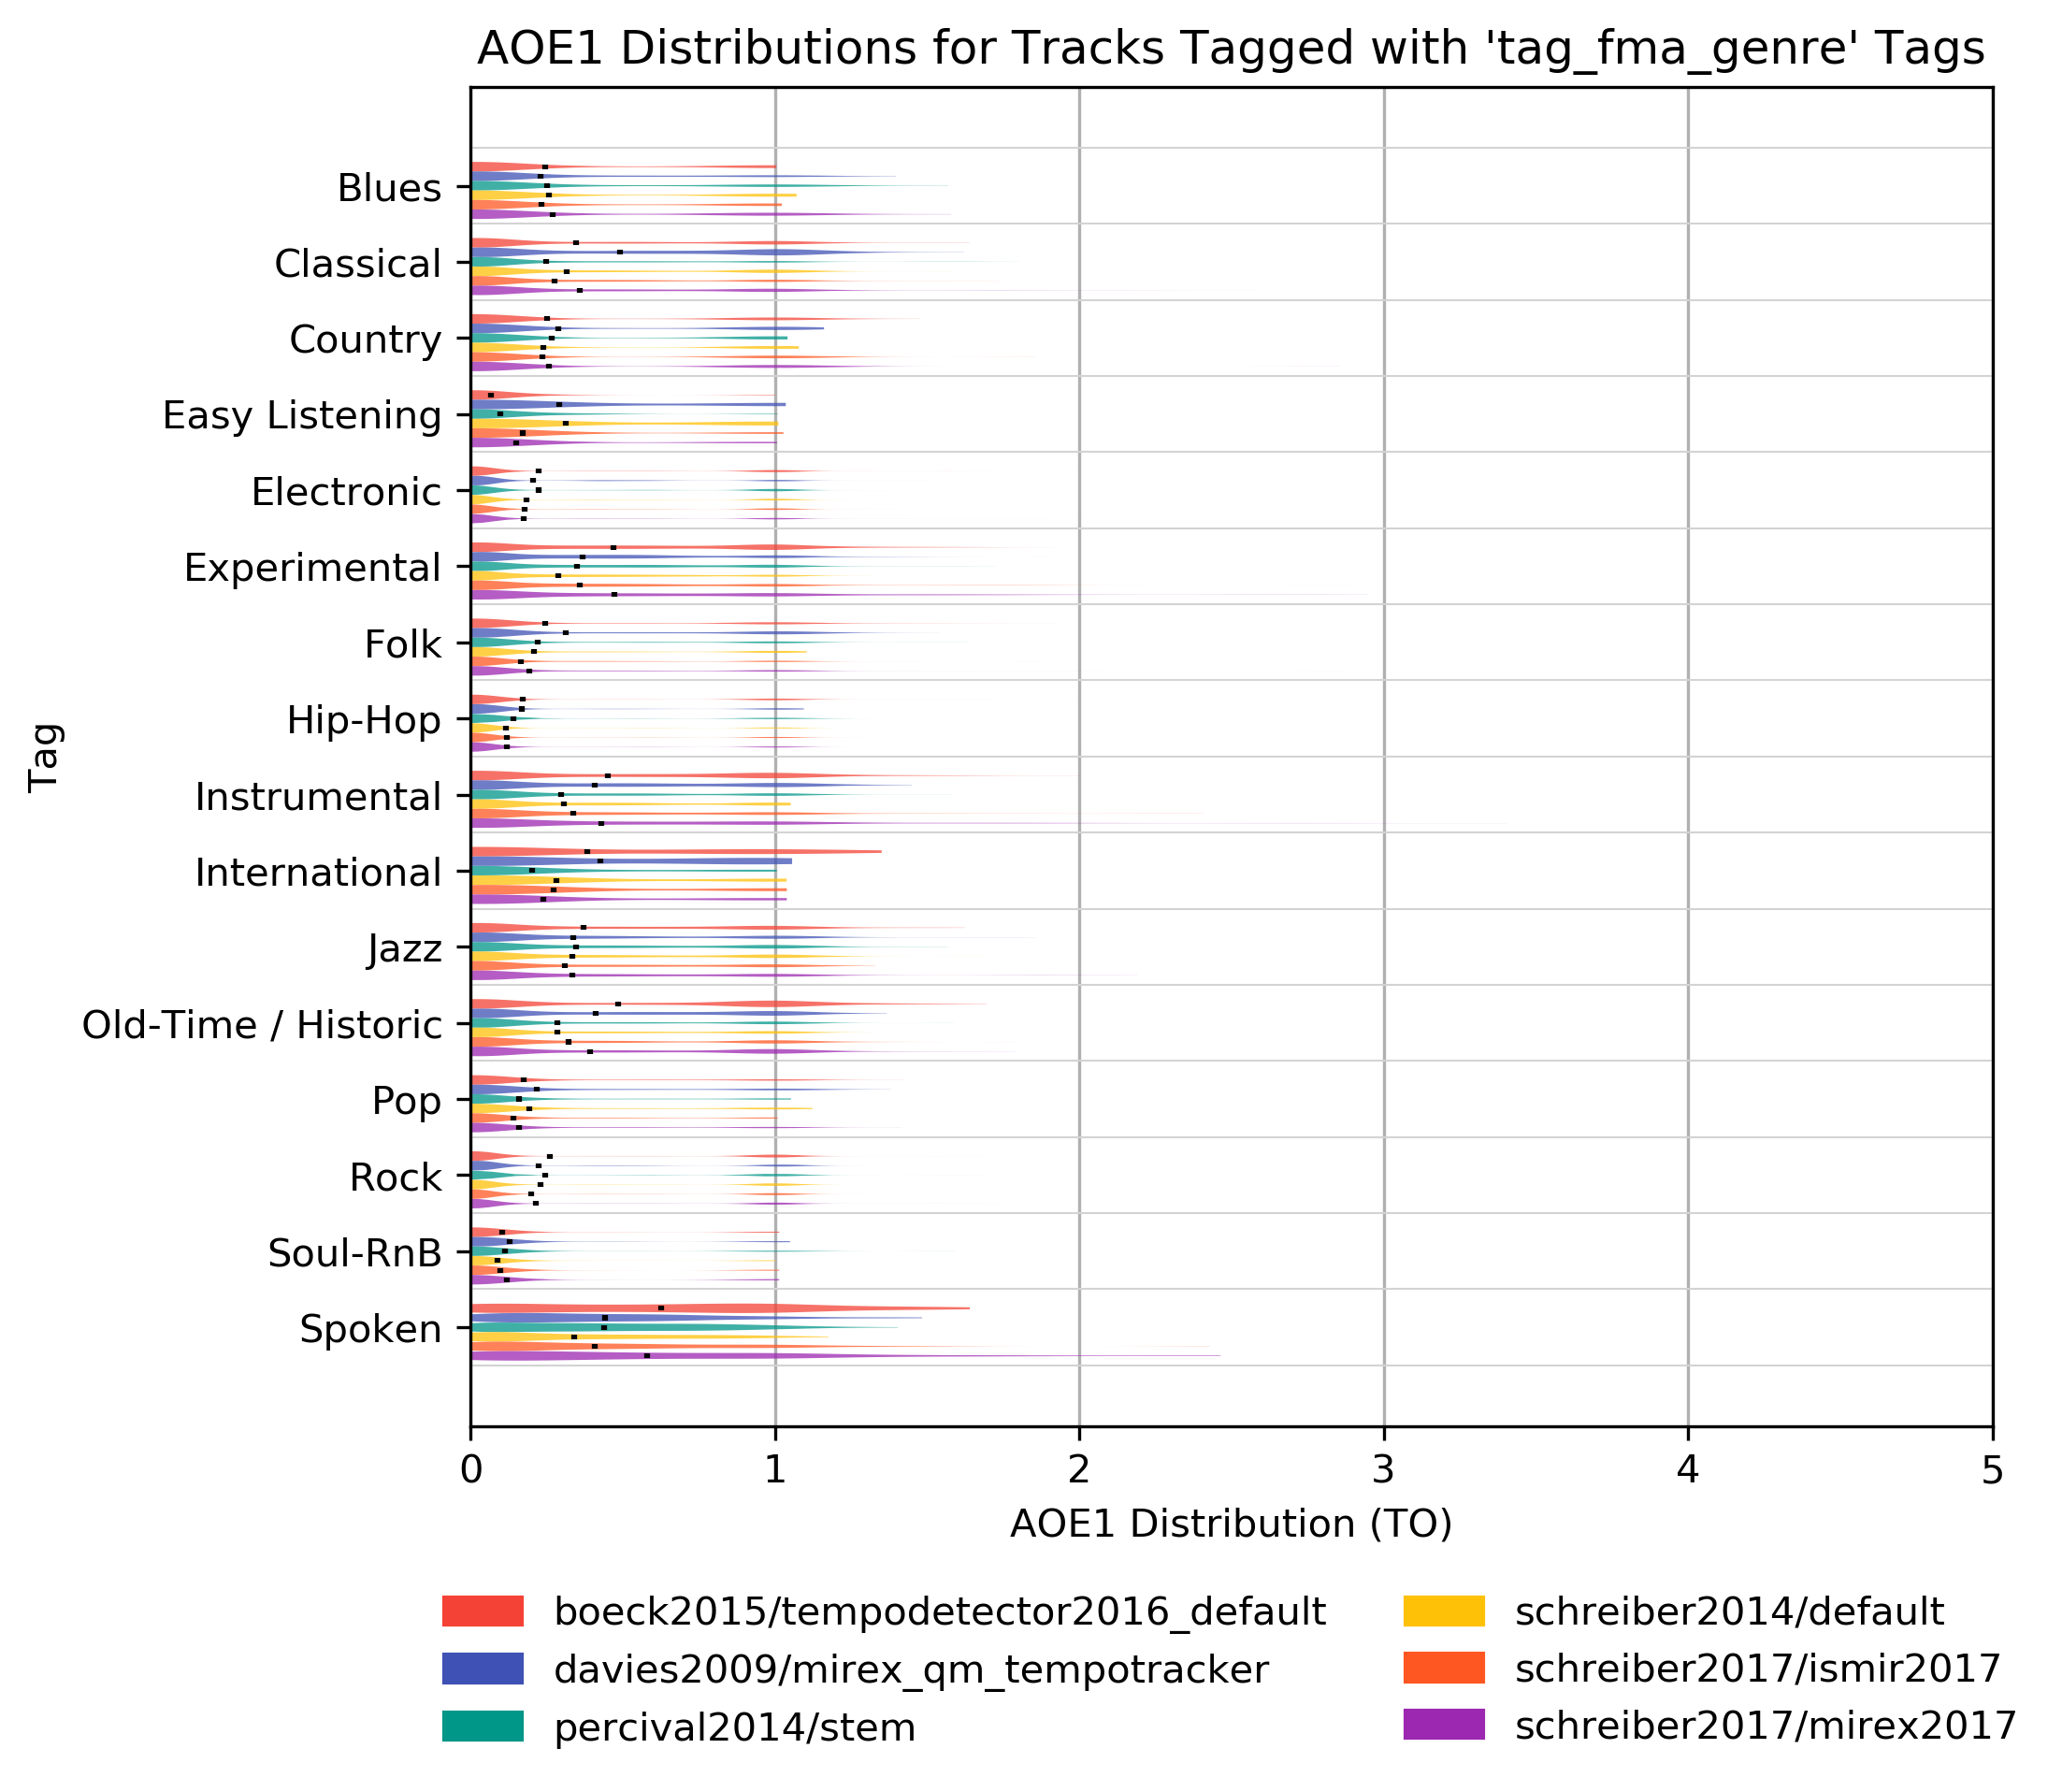 AOE1 Distributions for Tracks Tagged with 'tag_fma_genre' Tags
Blues
Classical
Country
Easy Listening
Electronic
Experimental
Folk
Hip-Hop
Instrumental
International
Jazz
Old-Time / Historic
Pop
Rock
Soul-RnB
Spoken
Tag
0 1 2 3 4 5
AOE1 Distribution (TO)
boeck2015/tempodetector2016_default
davies2009/mirex_qm_tempotracker
percival2014/stem
schreiber2014/default
schreiber2017/ismir2017
schreiber2017/mirex2017